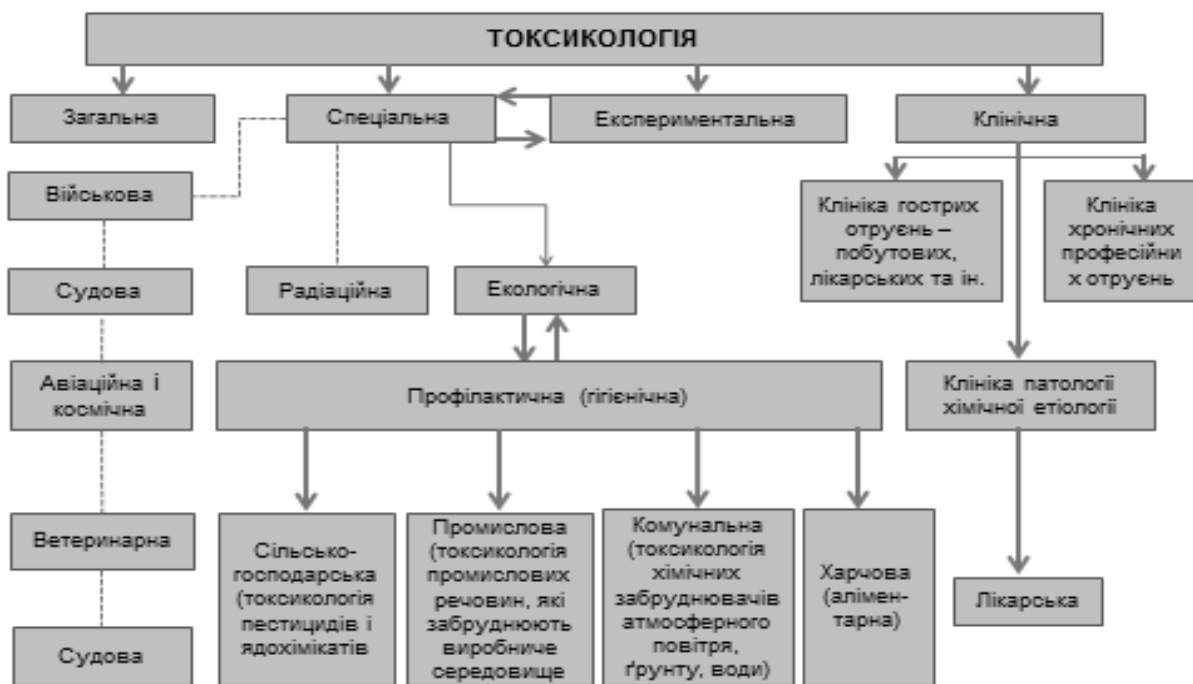 ТОКСИКОЛОГІЯ
Загальна
Спеціальна
Експериментальна
Клінічна
Військова
Клініка гострих
отруєнь –
побутових,
лікарських та ін.
Клініка
хронічних
професійни
х отруєнь
Судова
Радіаційна
Екологічна
Авіаційна і
космічна
Профілактична (гігієнічна)
Клініка патології
хімічної етіології
Ветеринарна
Сільсько-
господарська
(токсикологія
пестицидів і
ядохімікатів
Промислова
(токсикологія
промислових
речовин, які
забруднюють
виробниче
середовище
Комунальна
(токсикологія
хімічних
забруднювачів
атмосферного
повітря,
ґрунту, води)
Харчова
(алімен-
тарна)
Лікарська
Судова